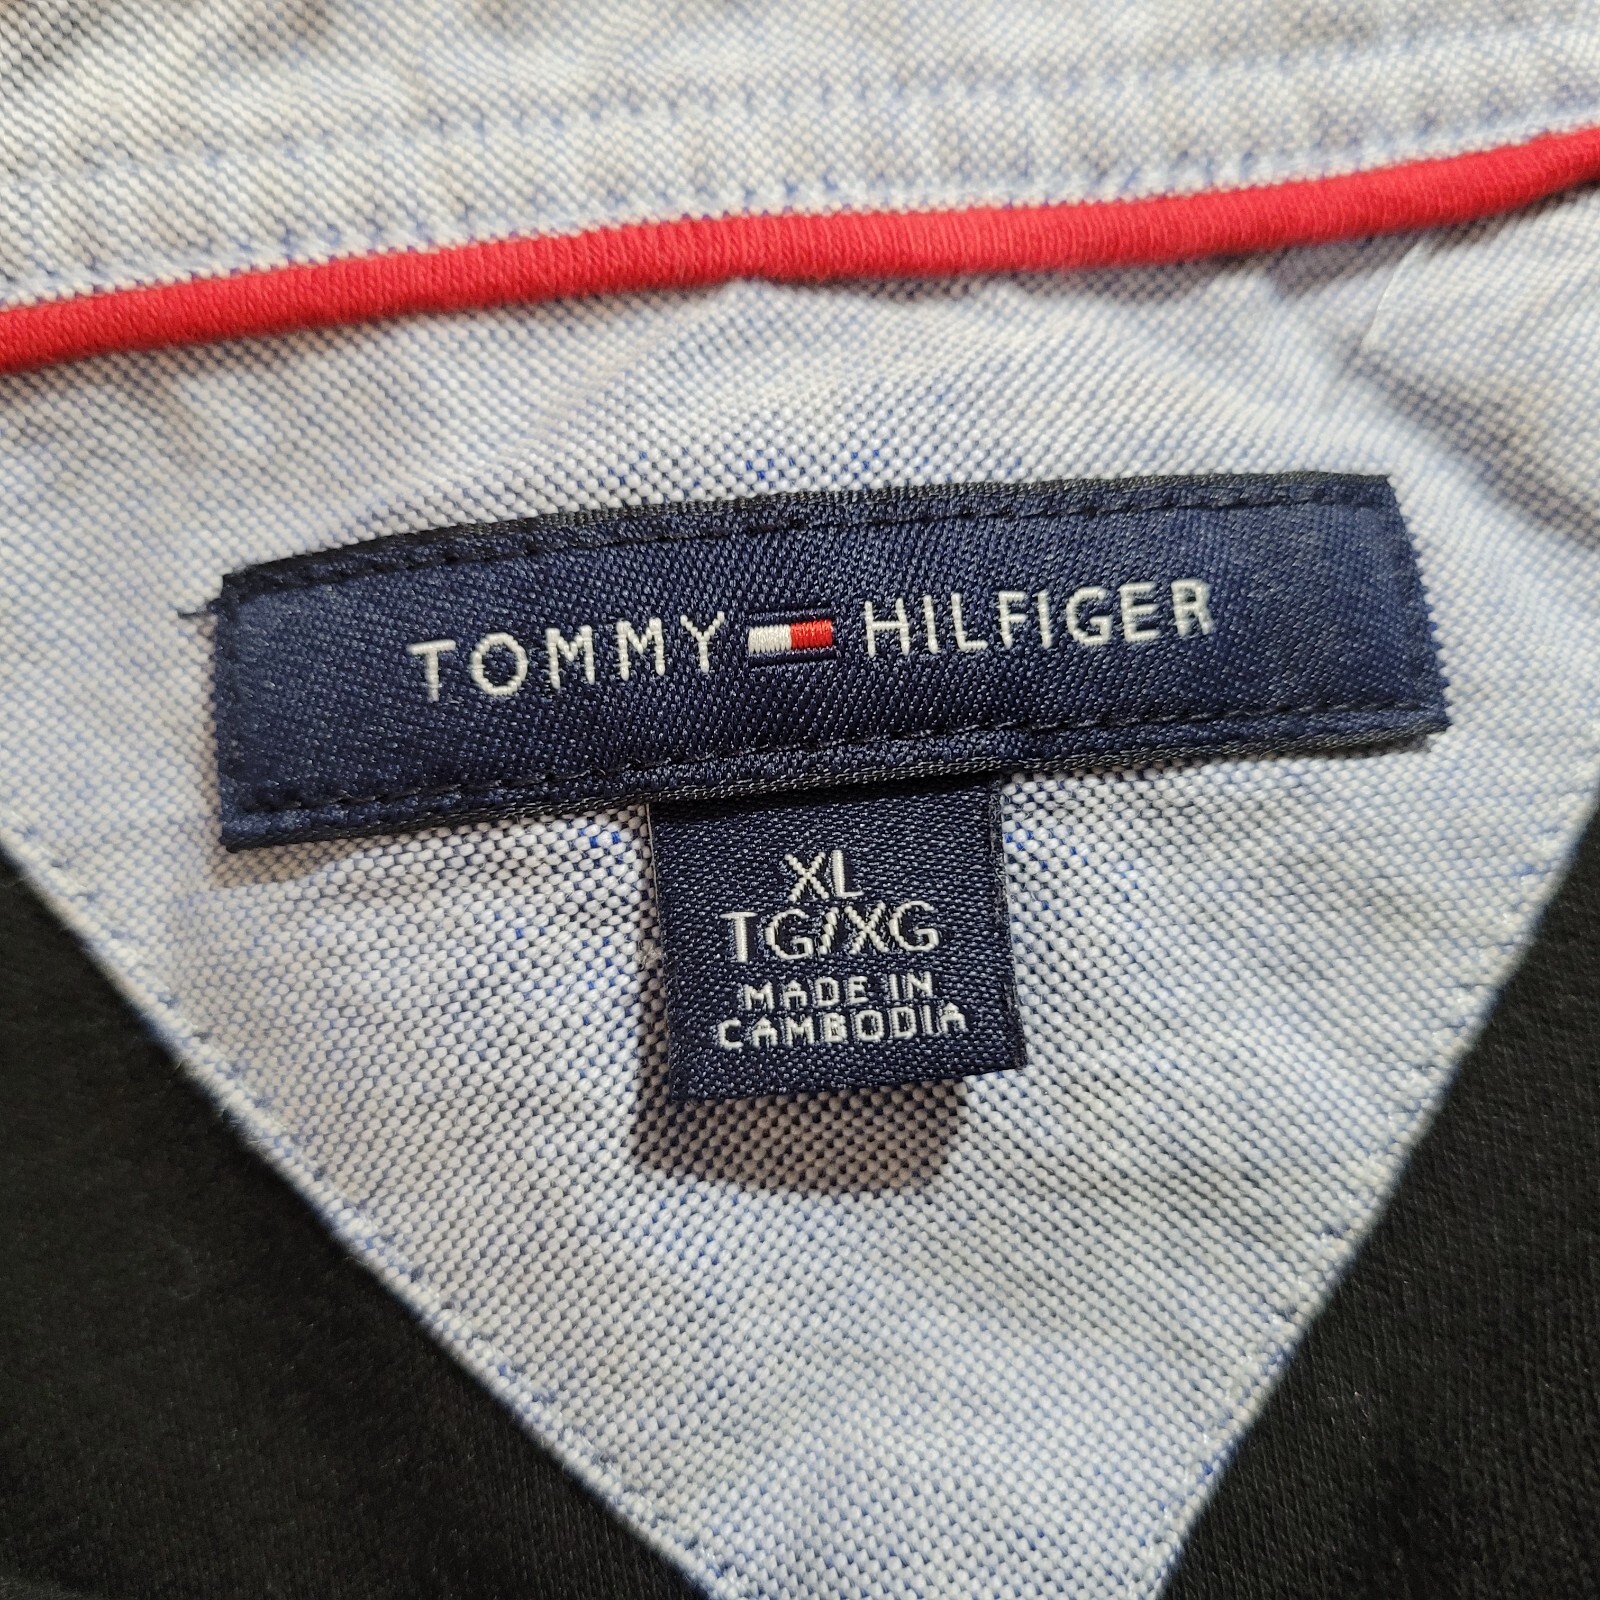 TOMMY HILFIGER
XL
TG/XG
MADE IN
CAMBODIA